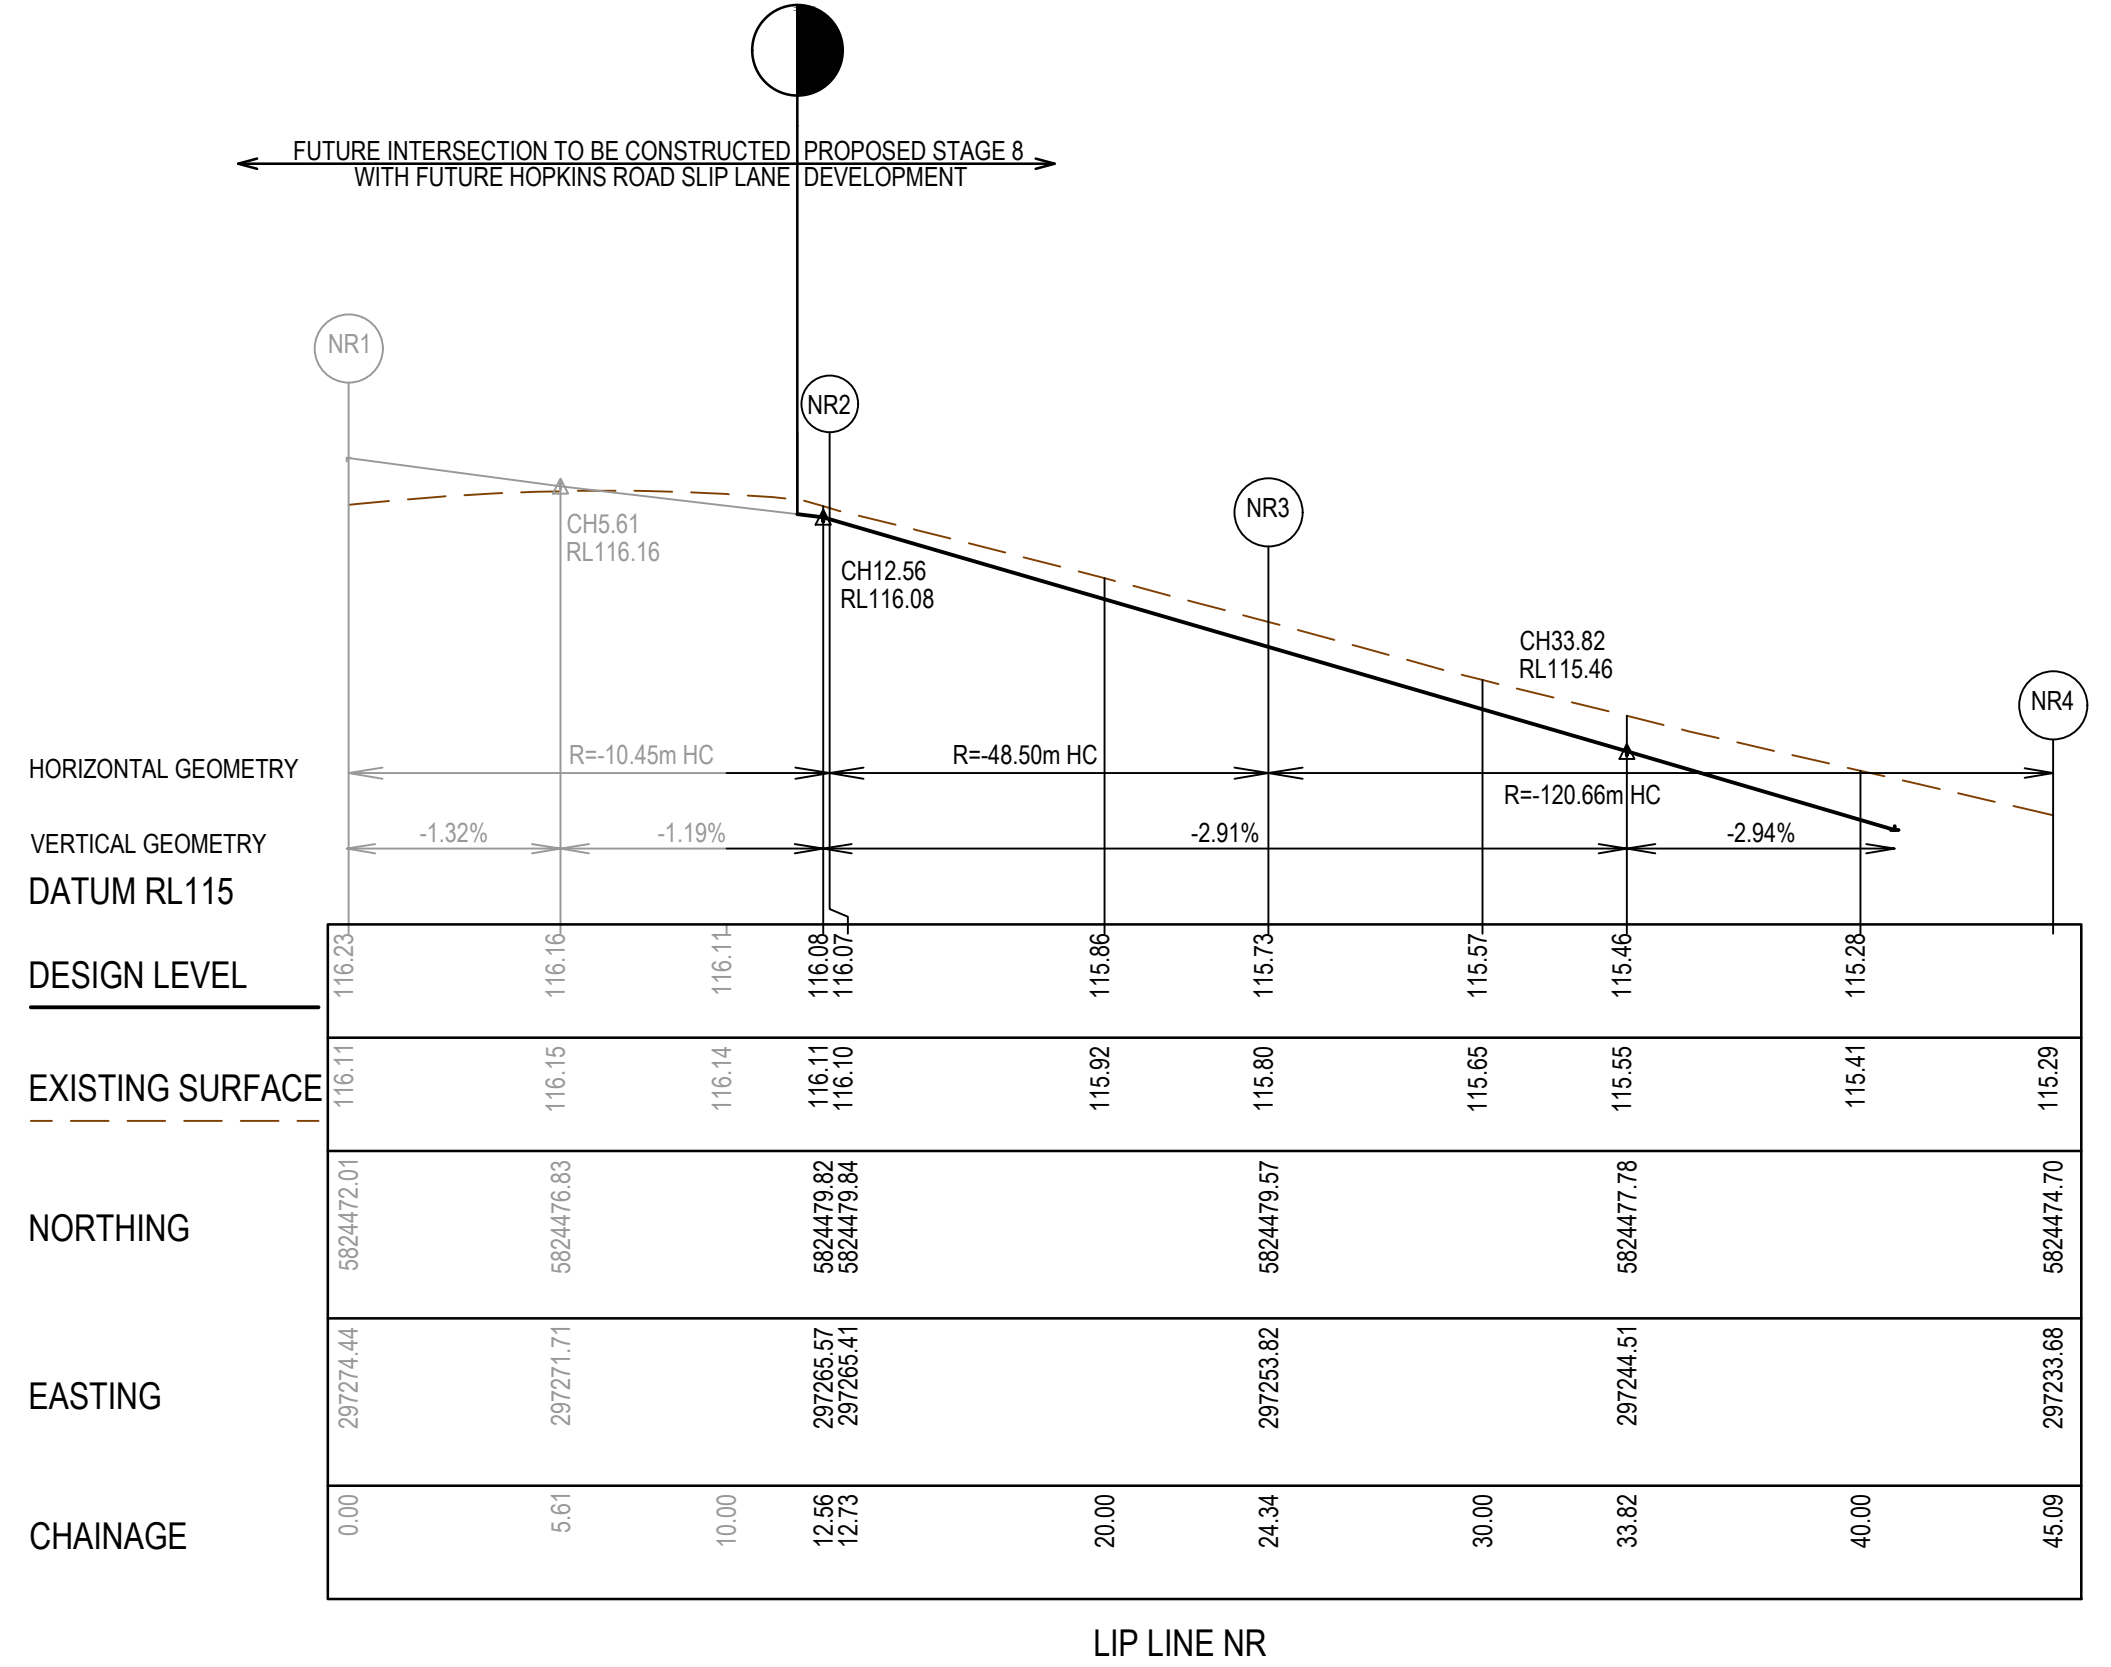 FUTURE INTERSECTION TO BE CONSTRUCTED
WITH FUTURE HOPKINS ROAD SLIP LANE
PROPOSED STAGE 8
DEVELOPMENT
NR1
NR2
NR3
NR4
CH5.61
RL116.16
CH12.56
RL116.08
CH33.82
RL115.46
HORIZONTAL GEOMETRY
R=-10.45m HC
R=-48.50m HC
R=-120.66m HC
VERTICAL GEOMETRY
-1.32%
-1.19%
-2.91%
-2.94%
DATUM RL115
DESIGN LEVEL
116.23
116.16
116.11
116.08
116.07
115.86
115.73
115.57
115.46
115.28
EXISTING SURFACE
116.11
116.15
116.14
116.11
116.10
115.92
115.80
115.65
115.55
115.41
115.29
NORTHING
5824472.01
5824476.83
5824479.82
5824479.84
5824479.57
5824477.78
5824474.70
EASTING
297274.44
297271.71
297265.57
297265.41
297253.82
297244.51
297233.68
CHAINAGE
0.00
5.61
10.00
12.56
12.73
20.00
24.34
30.00
33.82
40.00
45.09
LIP LINE NR